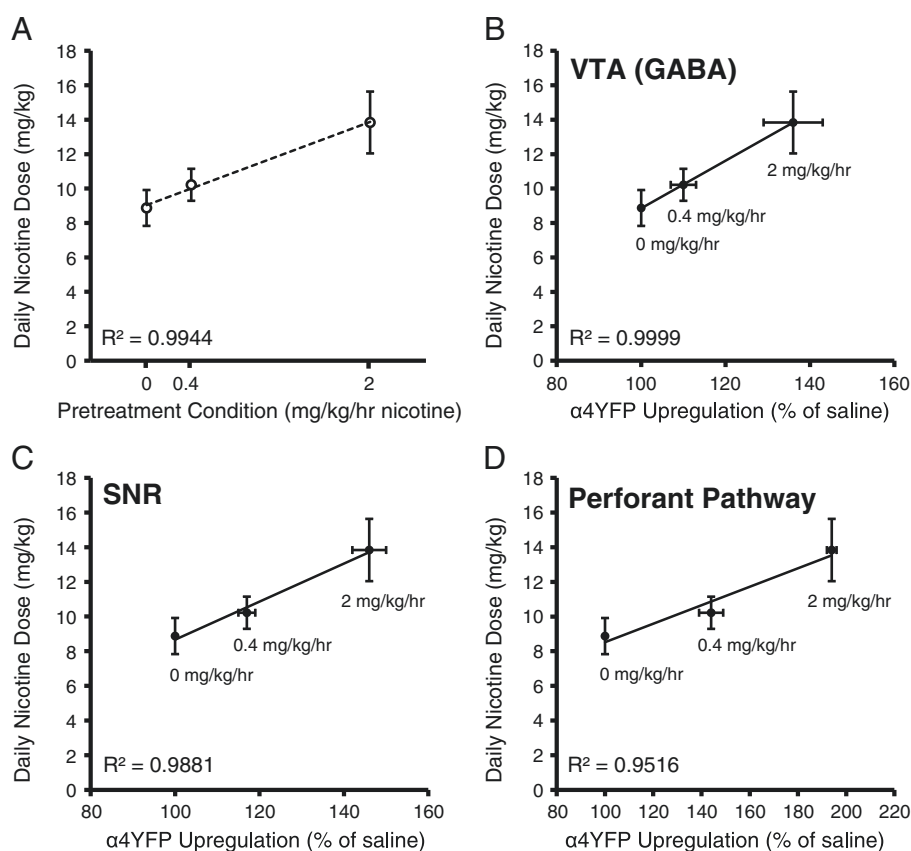 A
18
16
14
12
10
8
6
4
2
0
Daily Nicotine Dose (mg/kg)
R² = 0.9944
0 0.4 2
Pretreatment Condition (mg/kg/hr nicotine)
B
VTA (GABA)
18
16
14
12
10
8
6
4
2
0
Daily Nicotine Dose (mg/kg)
2 mg/kg/hr
0.4 mg/kg/hr
0 mg/kg/hr
R² = 0.9999
80 100 120 140 160
α4YFP Upregulation (% of saline)
C
SNR
18
16
14
12
10
8
6
4
2
0
Daily Nicotine Dose (mg/kg)
2 mg/kg/hr
0.4 mg/kg/hr
0 mg/kg/hr
R² = 0.9881
80 100 120 140 160
α4YFP Upregulation (% of saline)
D
Perforant Pathway
18
16
14
12
10
8
6
4
2
0
Daily Nicotine Dose (mg/kg)
2 mg/kg/hr
0.4 mg/kg/hr
0 mg/kg/hr
R² = 0.9516
80 100 120 140 160 180 200 220
α4YFP Upregulation (% of saline)